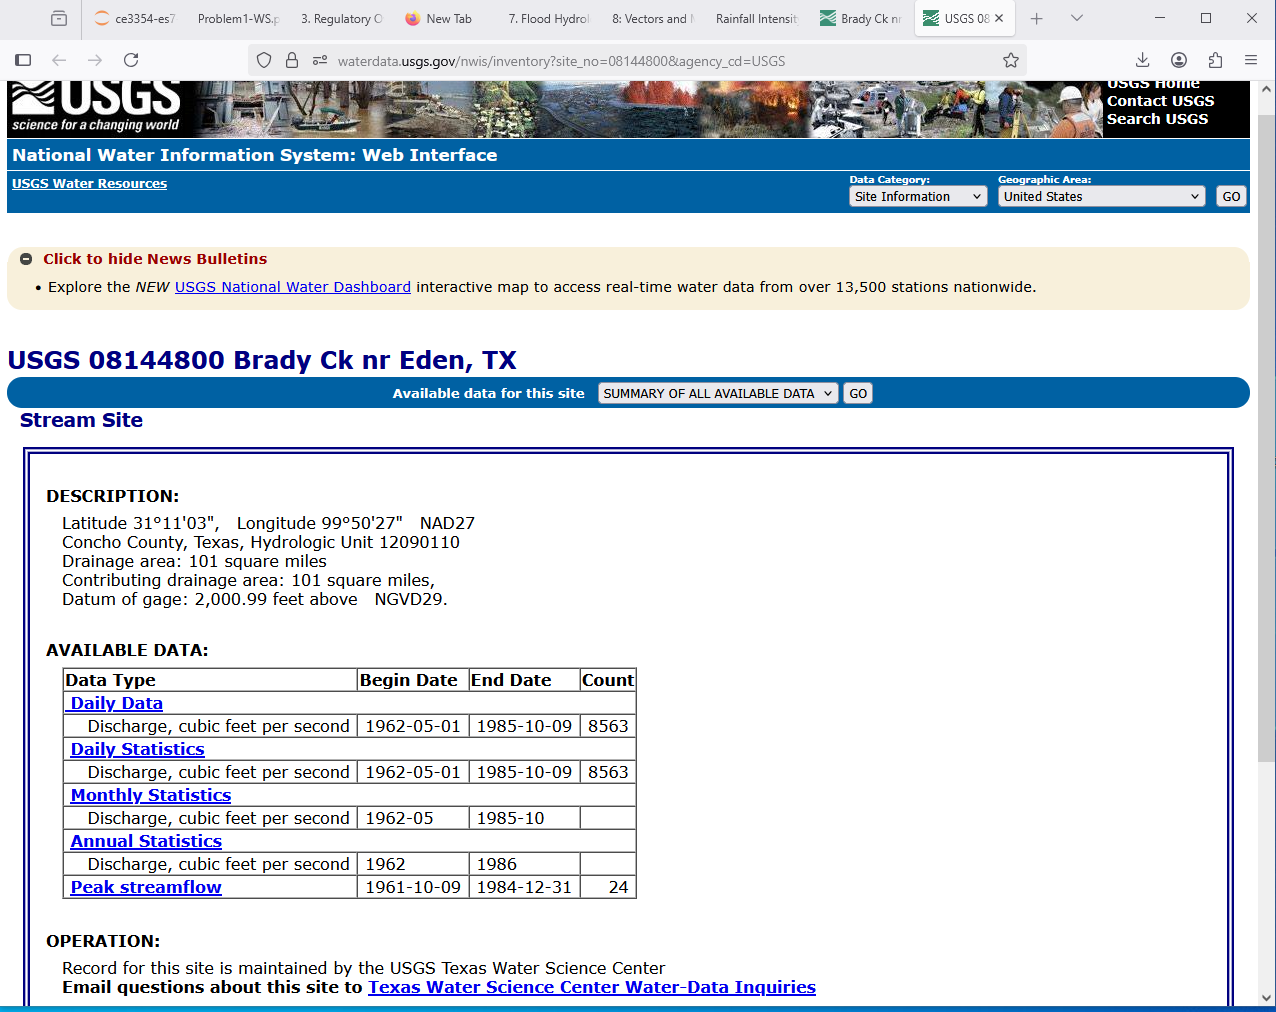 ce3354-es7
Problem1-WS.p
3. Regulatory O
New Tab
7. Flood Hydrol
8: Vectors and M
Rainfall Intensit
Brady Ck nr
USGS 08
waterdata.usgs.gov/nwis/inventory?site_no=08144800&agency_cd=USGS
USGS
science for a changing world
USGS Home
Contact USGS
Search USGS
National Water Information System: Web Interface
USGS Water Resources
Data Category:
Site Information
Geographic Area:
United States
GO
Click to hide News Bulletins
• Explore the NEW USGS National Water Dashboard interactive map to access real-time water data from over 13,500 stations nationwide.
USGS 08144800 Brady Ck nr Eden, TX
Available data for this site SUMMARY OF ALL AVAILABLE DATA GO
Stream Site
DESCRIPTION:
Latitude 31°11'03", Longitude 99°50'27" NAD27
Concho County, Texas, Hydrologic Unit 12090110
Drainage area: 101 square miles
Contributing drainage area: 101 square miles,
Datum of gage: 2,000.99 feet above NGVD29.
AVAILABLE DATA:
Data Type Begin Date End Date Count
Daily Data
Discharge, cubic feet per second 1962-05-01 1985-10-09 8563
Daily Statistics
Discharge, cubic feet per second 1962-05-01 1985-10-09 8563
Monthly Statistics
Discharge, cubic feet per second 1962-05 1985-10
Annual Statistics
Discharge, cubic feet per second 1962 1986
Peak streamflow 1961-10-09 1984-12-31 24
OPERATION:
Record for this site is maintained by the USGS Texas Water Science Center
Email questions about this site to Texas Water Science Center Water-Data Inquiries